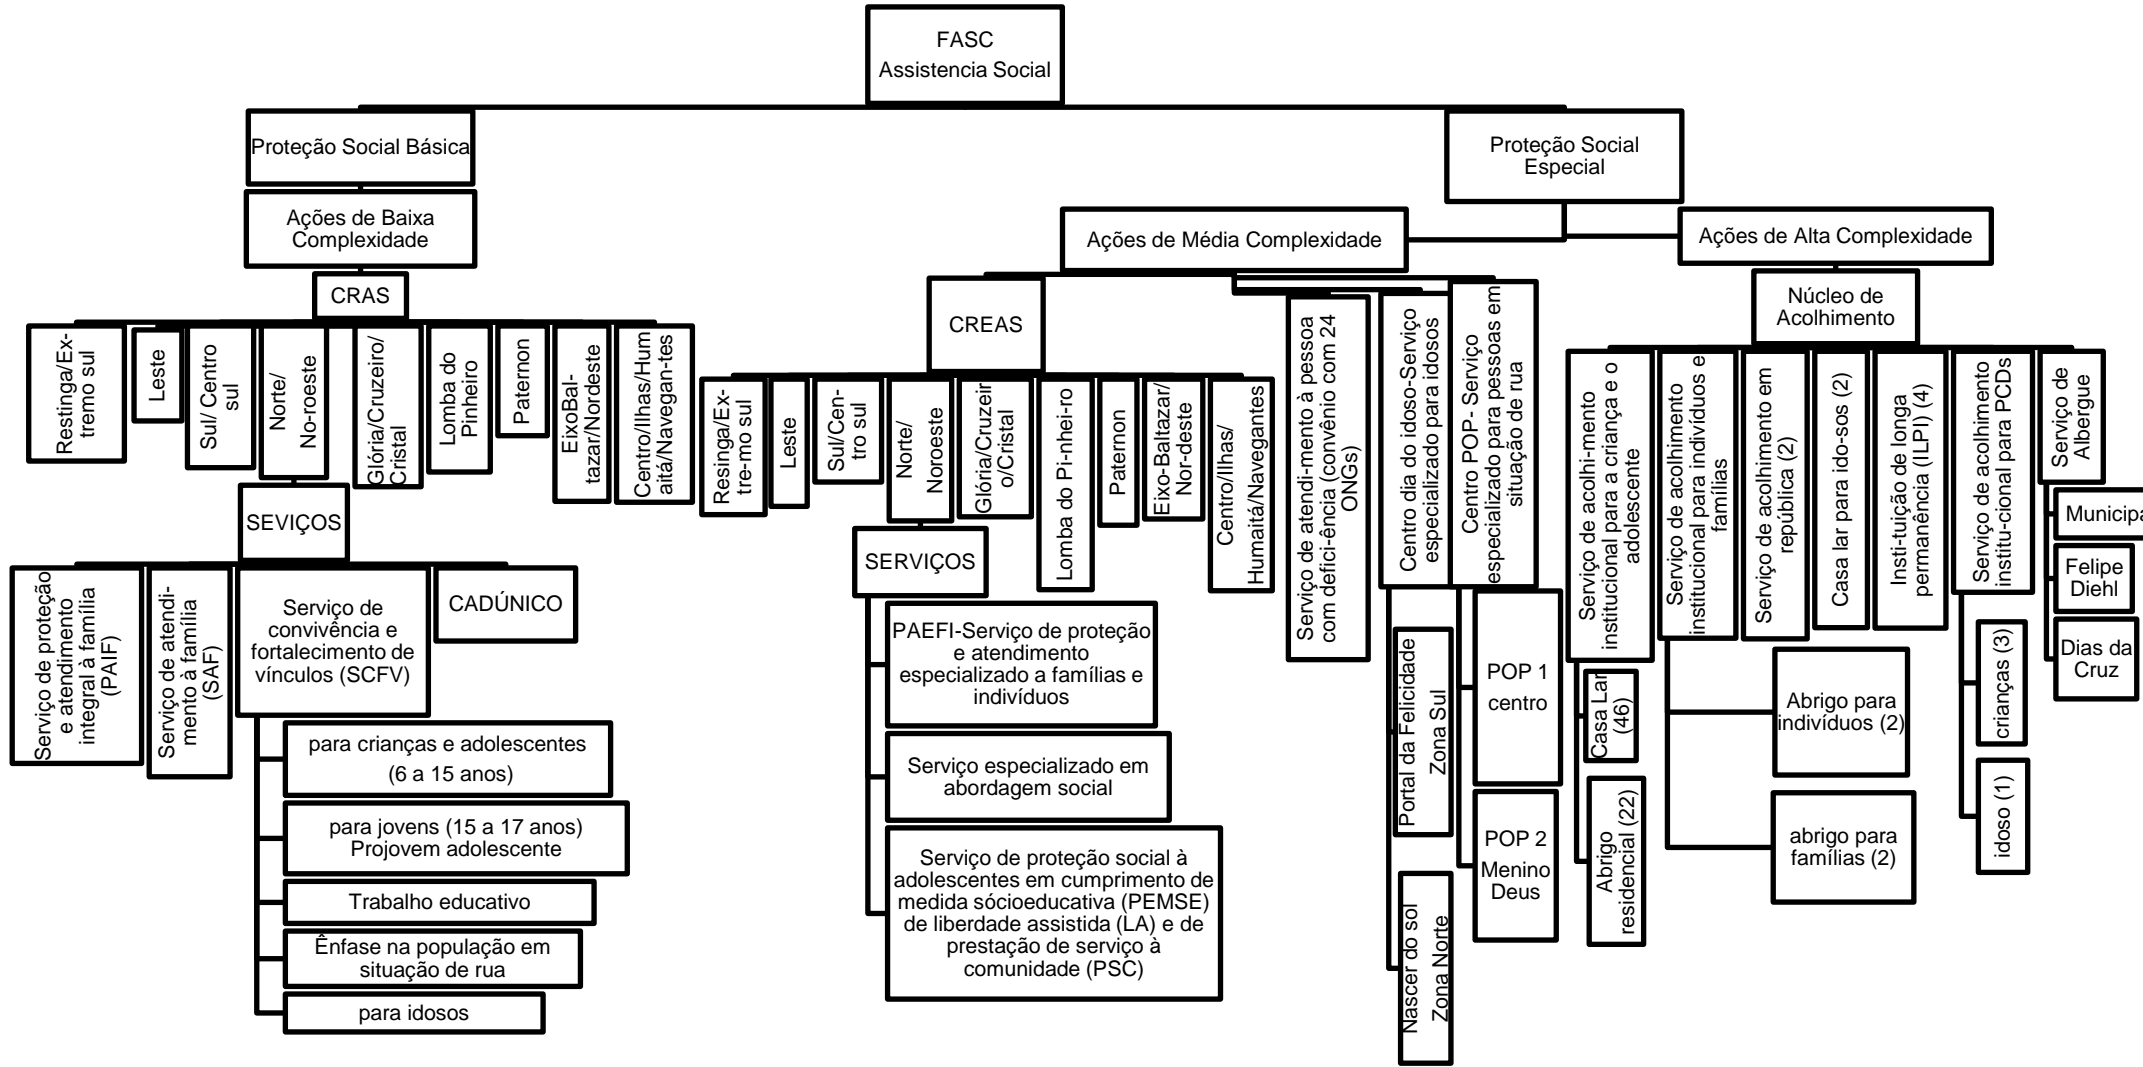 FASC
Assistencia Social
Proteção Social Básica
Proteção Social
Especial
Ações de Baixa
Complexidade
Ações de Média Complexidade
Ações de Alta Complexidade
CRAS
CREAS
Núcleo de
Acolhimento
Restinga/Ex-
tremo sul
Leste
Sul/ Centro
sul
Norte/
No-roeste
Glória/Cruzeiro/
Cristal
Lomba do
Pinheiro
Paternon
EixoBal-
tazar/Nordeste
Centro/Ilhas/Hum
aitá/Navegan-tes
SEVIÇOS
Serviço de proteção
e atendimento
integral à família
(PAIF)
Serviço de atendi-
mento à família
(SAF)
Serviço de
convivência e
fortalecimento de
vínculos (SCFV)
CADÚNICO
para crianças e adolescentes
(6 a 15 anos)
para jovens (15 a 17 anos)
Projovem adolescente
Trabalho educativo
Ênfase na população em
situação de rua
para idosos
Resinga/Ex-
tre-mo sul
Leste
Sul/Cen-
tro sul
Norte/
Noroeste
Glória/Cruzeir
o/Cristal
Lomba do Pi-nhei-ro
Paternon
Eixo-Baltazar/
Nor-deste
Centro/Ilhas/
Humaitá/Navegantes
SERVIÇOS
PAEFI-Serviço de proteção
e atendimento
especializado a famílias e
indivíduos
Serviço especializado em
abordagem social
Serviço de proteção social à
adolescentes em cumprimento de
medida sócioeducativa (PEMSE)
de liberdade assistida (LA) e de
prestação de serviço à
comunidade (PSC)
Serviço de atendi-mento à pessoa
com defici-ência (convênio com 24
ONGs)
Centro dia do idoso-Serviço
especializado para idosos
Portal da Felicidade
Zona Sul
Nascer do sol
Zona Norte
Centro POP- Serviço
especializado para pessoas em
situação de rua
POP 1
centro
POP 2
Menino
Deus
Serviço de acolhi-mento
institucional para a criança e o
adolescente
Casa Lar
(46)
Abrigo
residencial (22)
Serviço de acolhimento
institucional para indivíduos e
famílias
Abrigo para
indivíduos (2)
abrigo para
famílias (2)
Serviço de acolhimento em
república (2)
Casa lar para ido-sos (2)
Insti-tuição de longa
permanência (ILPI) (4)
Serviço de acolhimento
institu-cional para PCDs
crianças (3)
idoso (1)
Serviço de
Albergue
Municipa
Felipe
Diehl
Dias da
Cruz